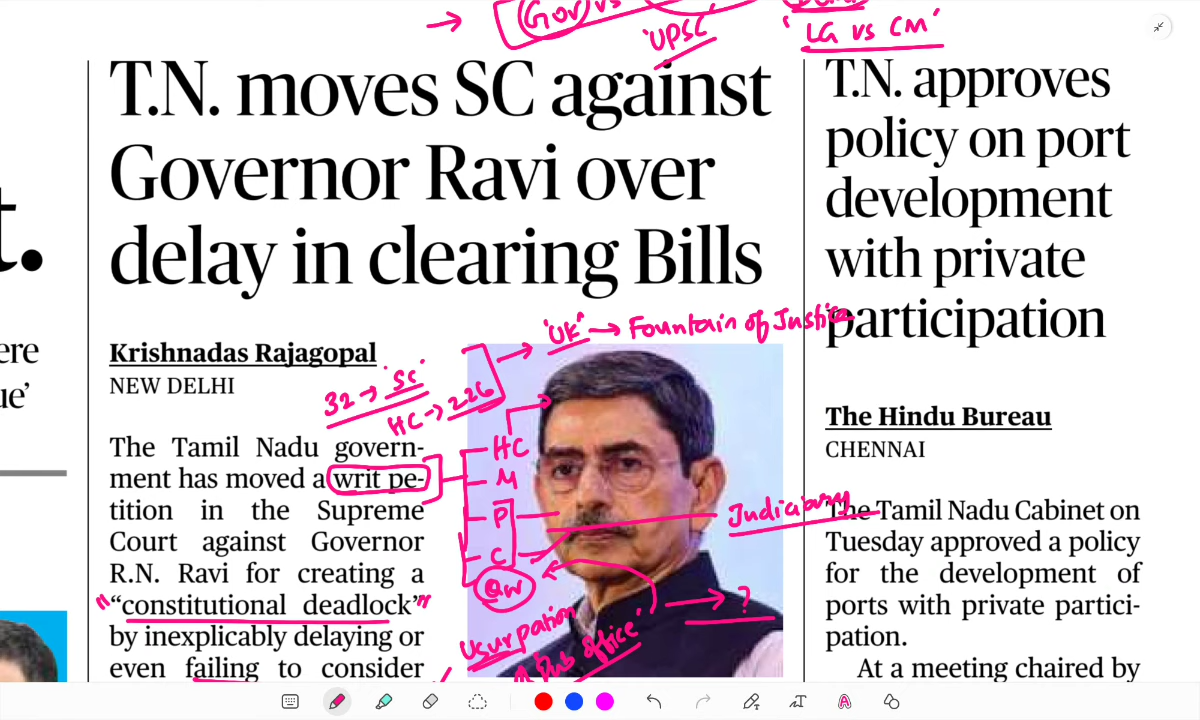 → (Gov) vs
'UPSC'
'LG vs CM'
T.N. moves SC against
Governor Ravi over
delay in clearing Bills
Krishnadas Rajagopal
NEW DELHI
'UK' → Fountain of Justice
32 → 'SC'
HC → 226
The Tamil Nadu govern-
ment has moved a writ pe-
tition in the Supreme
Court against Governor
R.N. Ravi for creating a
“constitutional deadlock”
by inexplicably delaying or
even failing to consider
HC
M
P
C
QW
Judiciary
usurpation
Pub office'
→ ?
T.N. approves
policy on port
development
with private
participation
The Hindu Bureau
CHENNAI
The Tamil Nadu Cabinet on
Tuesday approved a policy
for the development of
ports with private partici-
pation.
At a meeting chaired by
t.
ere
ue’